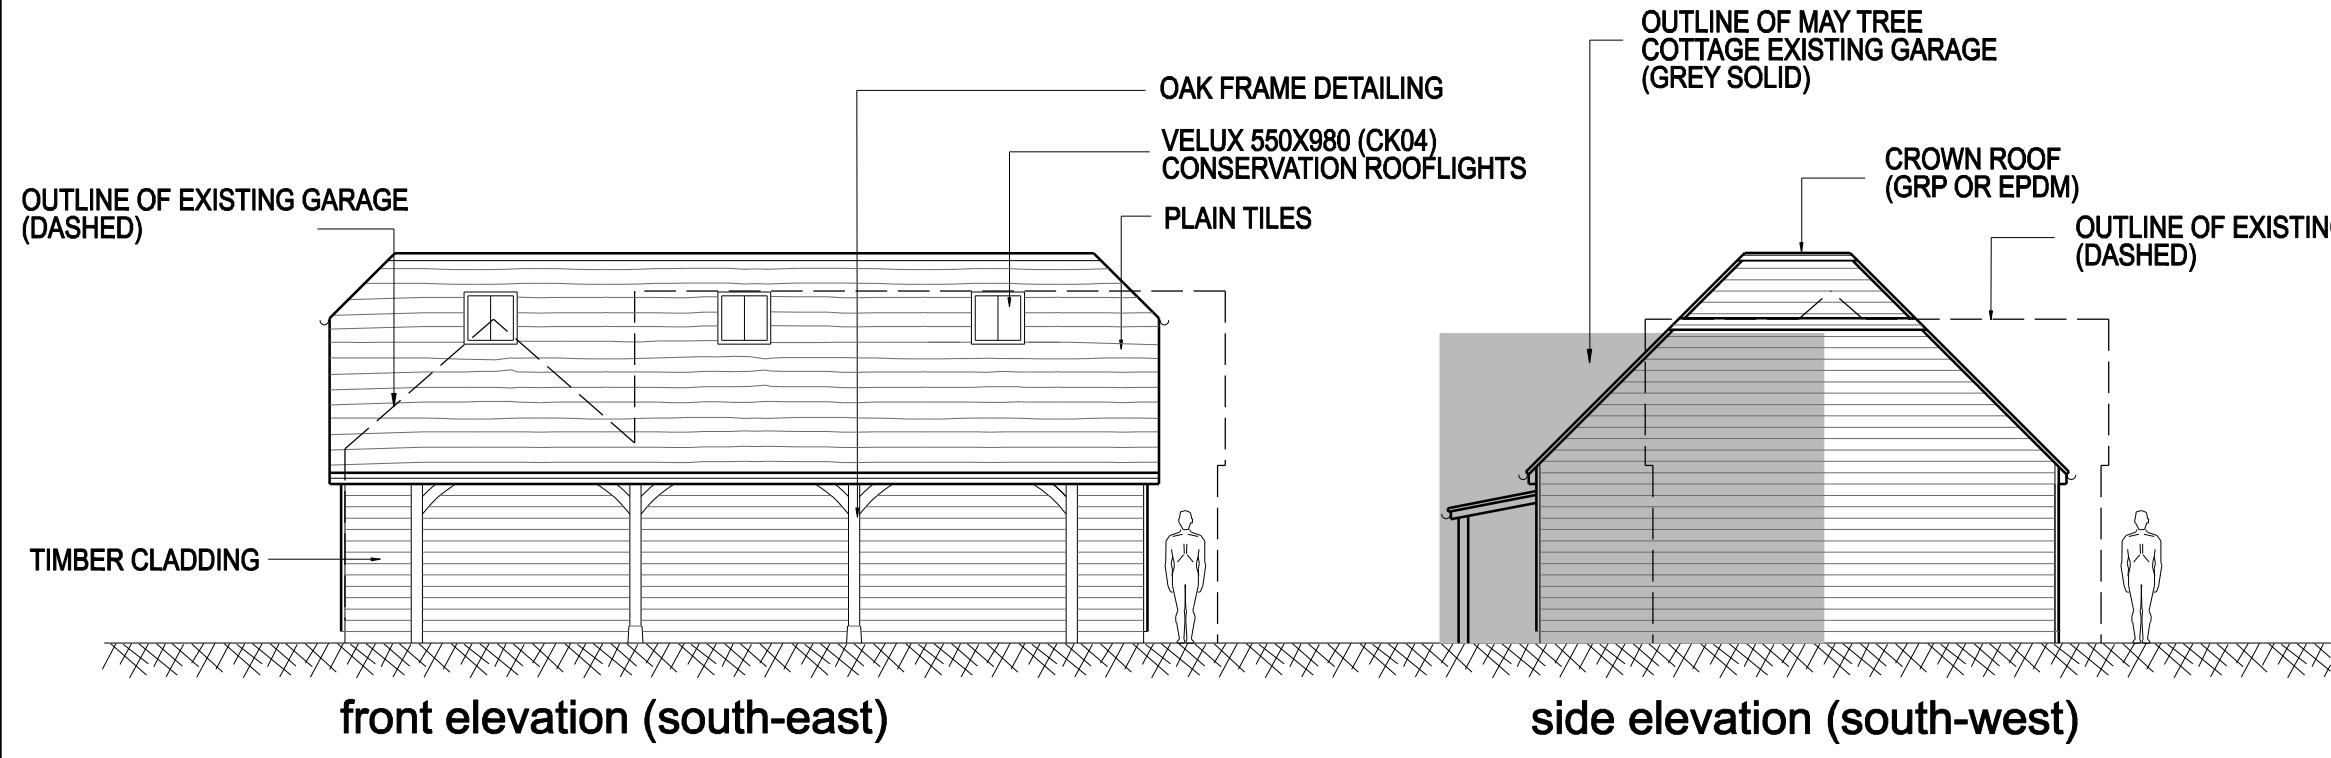 OUTLINE OF MAY TREE
COTTAGE EXISTING GARAGE
(GREY SOLID)
OAK FRAME DETAILING
VELUX 550X980 (CK04)
CONSERVATION ROOFLIGHTS
CROWN ROOF
(GRP OR EPDM)
OUTLINE OF EXISTING GARAGE
(DASHED)
PLAIN TILES
OUTLINE OF
(DASHED)
TIMBER CLADDING
front elevation (south-east)
side elevation (south-west)